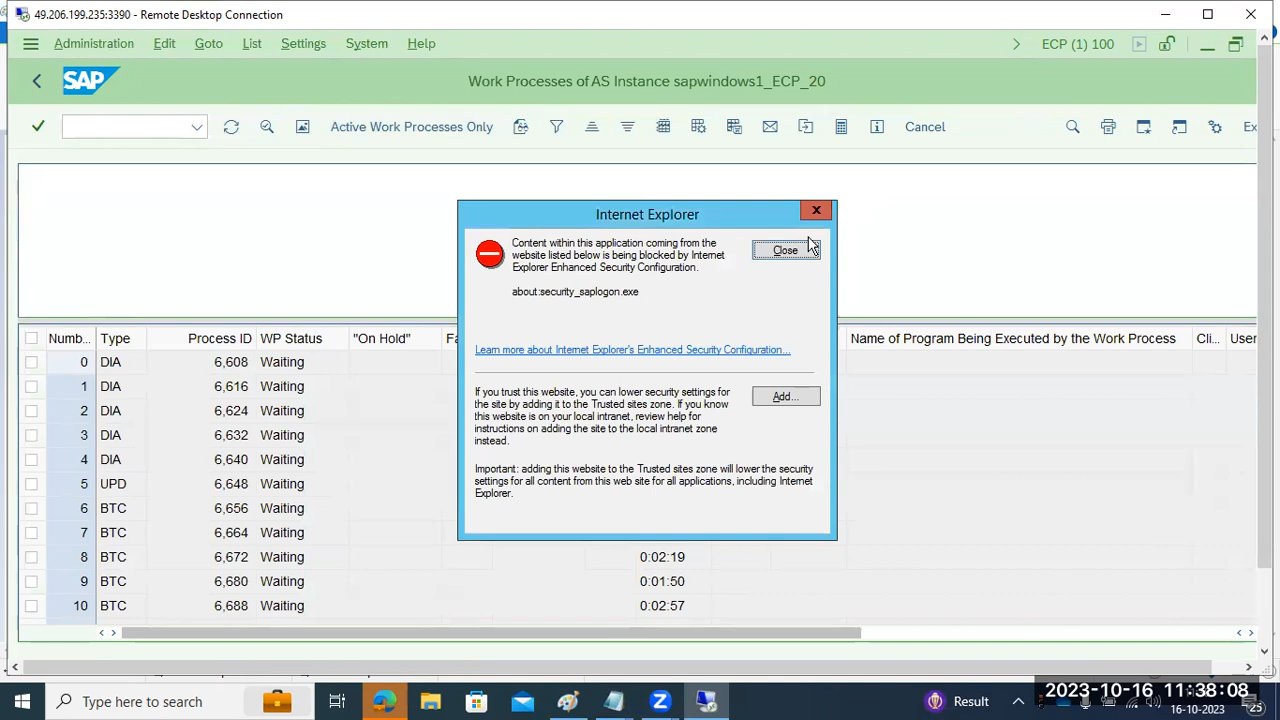 49.206.199.235:3390 - Remote Desktop Connection
Administration Edit Goto List Settings System Help ECP (1) 100
SAP Work Processes of AS Instance sapwindows1_ECP_20
Active Work Processes Only Cancel Ex
Internet Explorer
Content within this application coming from the
website listed below is being blocked by Internet
Explorer Enhanced Security Configuration.
Close
about:security_saplogon.exe
Learn more about Internet Explorer's Enhanced Security Configuration...
If you trust this website, you can lower security settings for
the site by adding it to the Trusted sites zone. If you know
this website is on your local intranet, review help for
instructions on adding the site to the local intranet zone
instead.
Add...
Important: adding this website to the Trusted sites zone will lower the security
settings for all content from this web site for all applications, including Internet
Explorer.
Numb... Type Process ID WP Status "On Hold" Fa Name of Program Being Executed by the Work Process Cli... User
0 DIA 6,608 Waiting
1 DIA 6,616 Waiting
2 DIA 6,624 Waiting
3 DIA 6,632 Waiting
4 DIA 6,640 Waiting
5 UPD 6,648 Waiting
6 BTC 6,656 Waiting
7 BTC 6,664 Waiting
8 BTC 6,672 Waiting 0:02:19
9 BTC 6,680 Waiting 0:01:50
10 BTC 6,688 Waiting 0:02:57
Type here to search Result
2023-10-16 11:38:08
16-10-2023 25